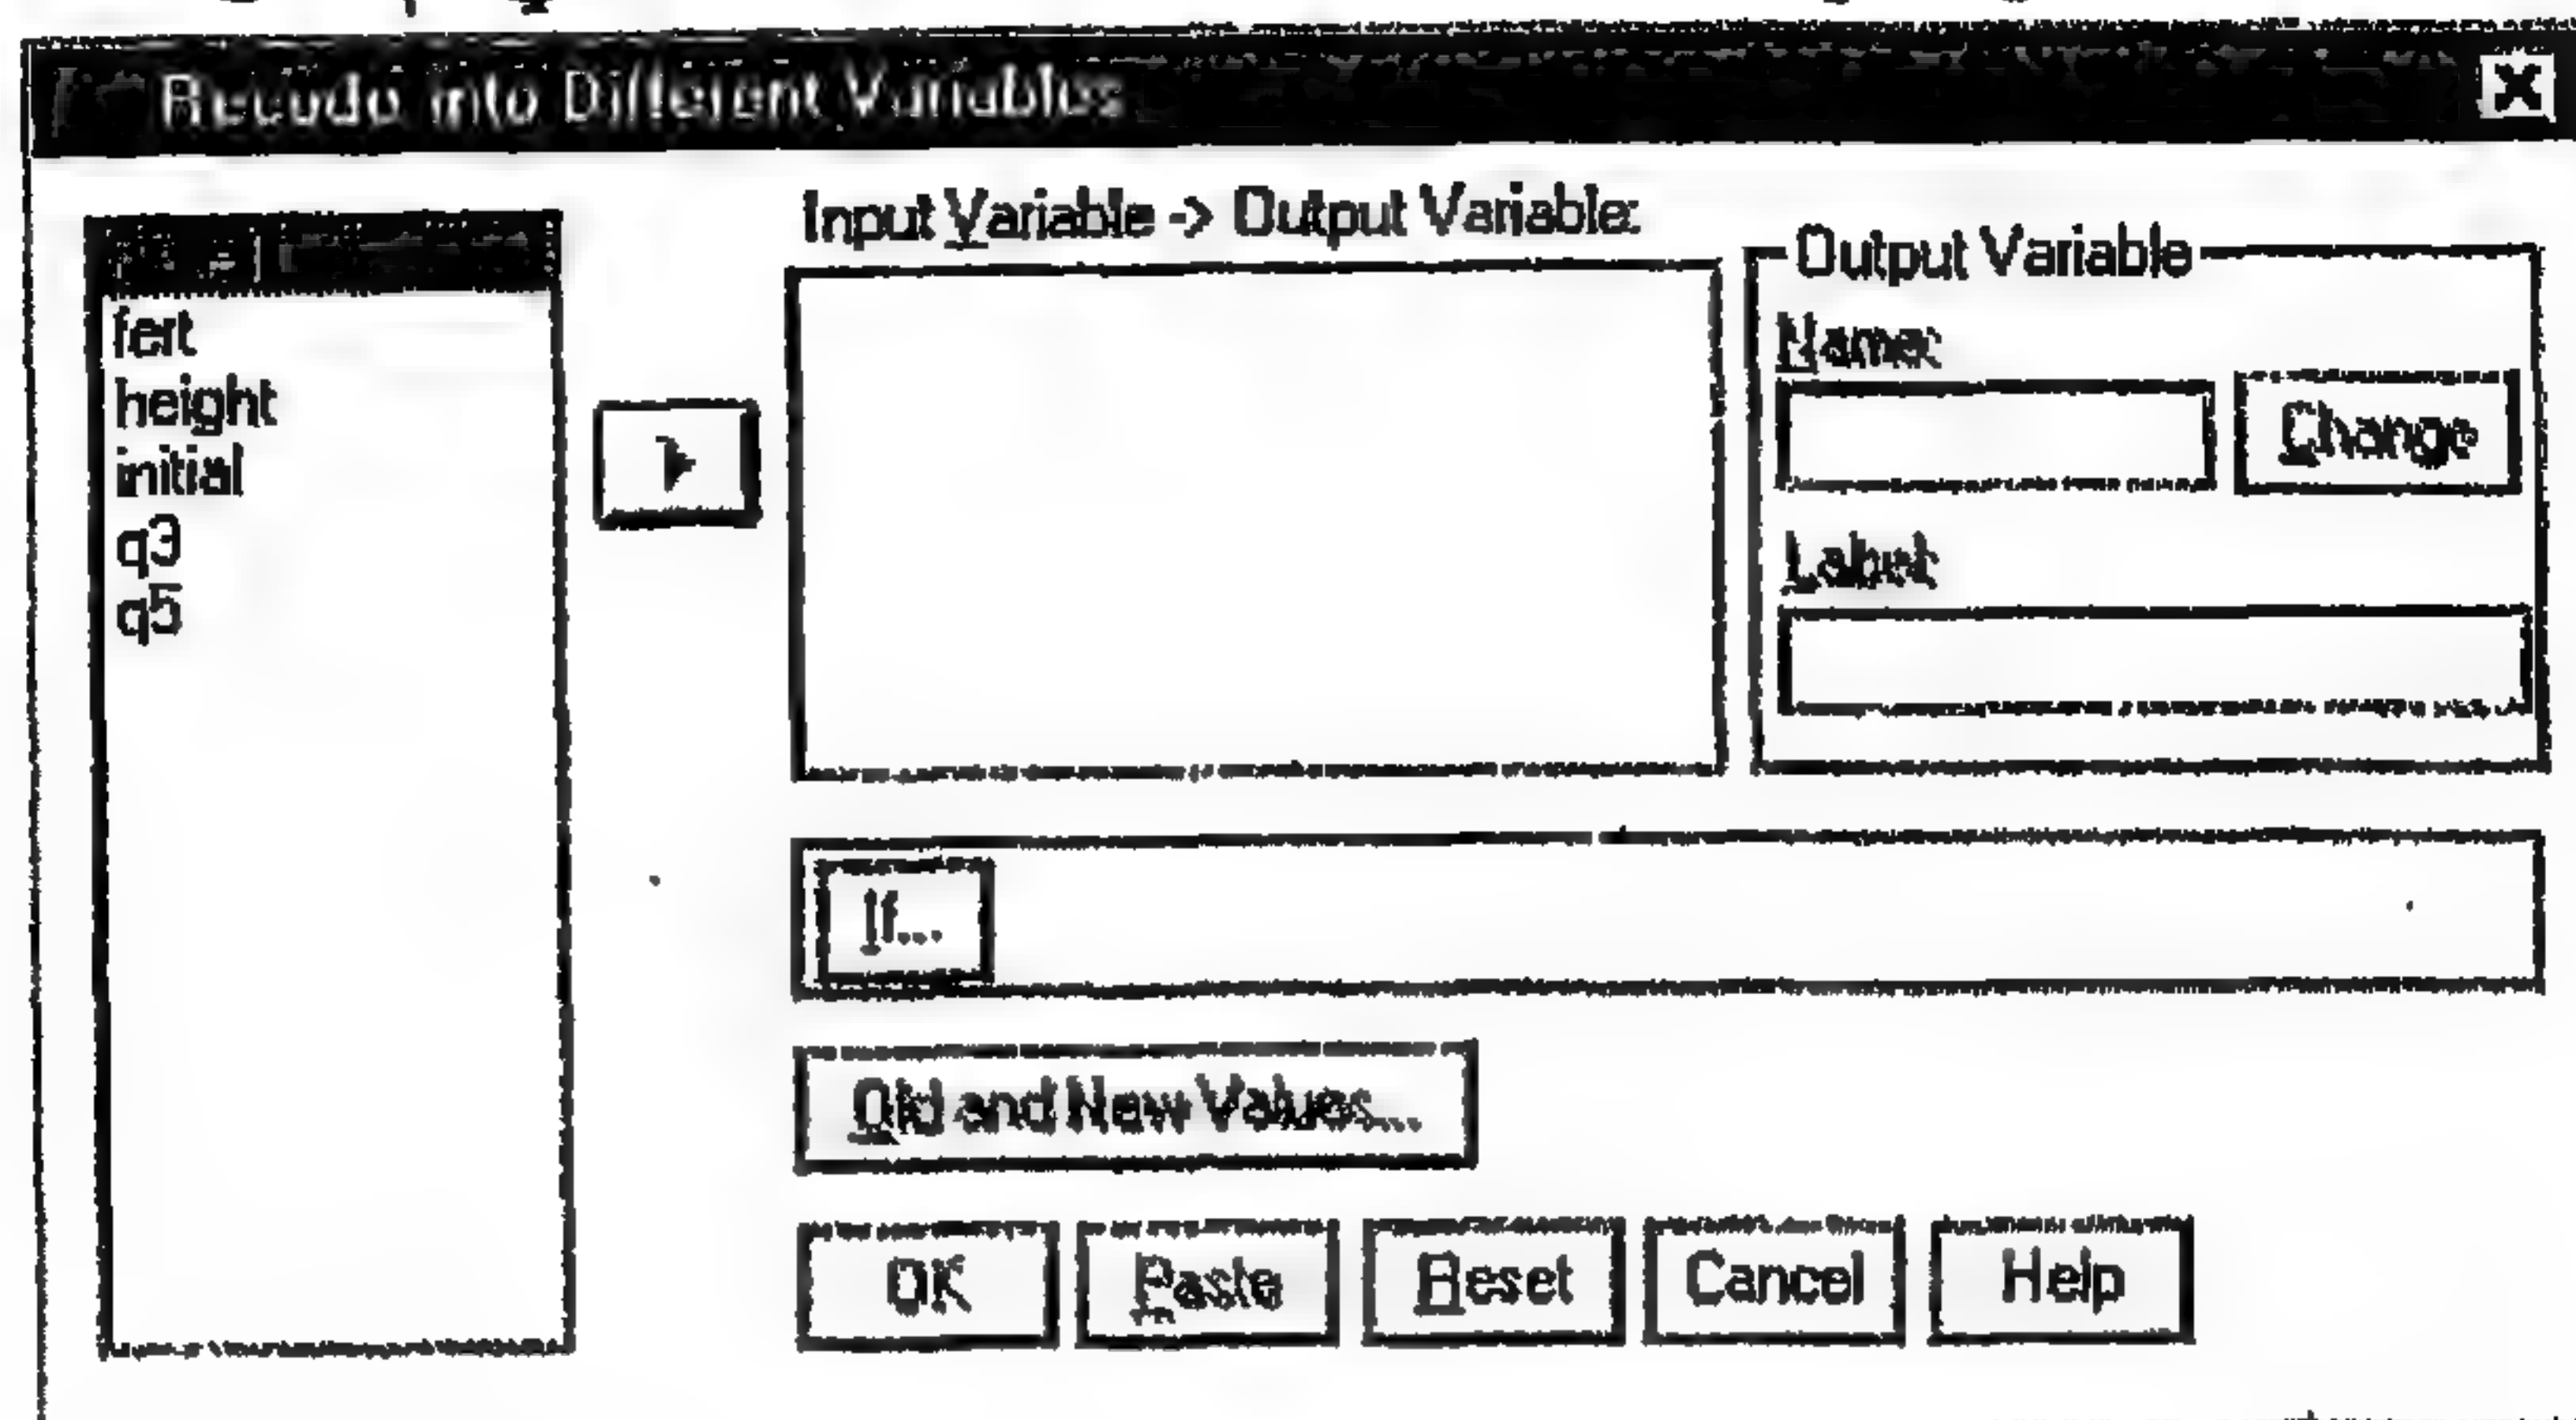 Recode into Different Variables
Input Variable -> Output Variable:
fert
height
initial
q3
q5
Output Variable
Name:
Change
Label:
If...
Old and New Values...
OK
Paste
Reset
Cancel
Help